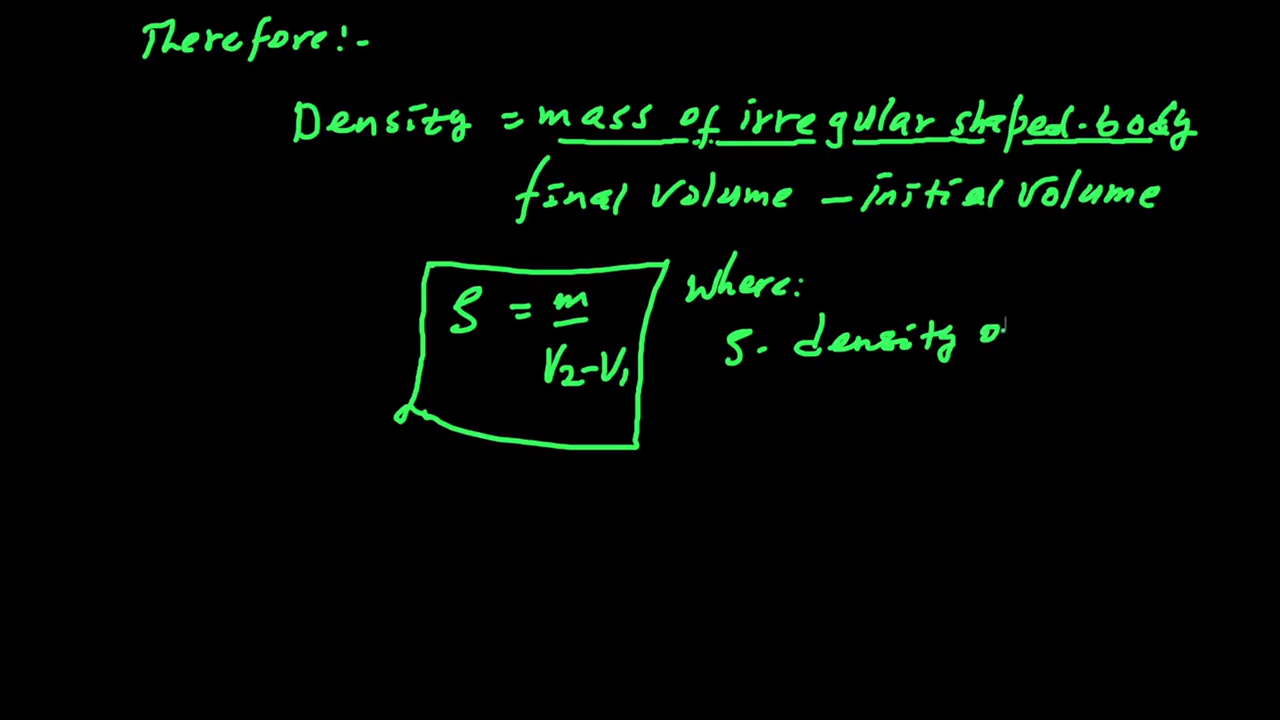 Therefore:-
Density = mass of irregular shaped-body
final volume - initial volume
ρ = m
V₂-V₁
where:
ρ- density o